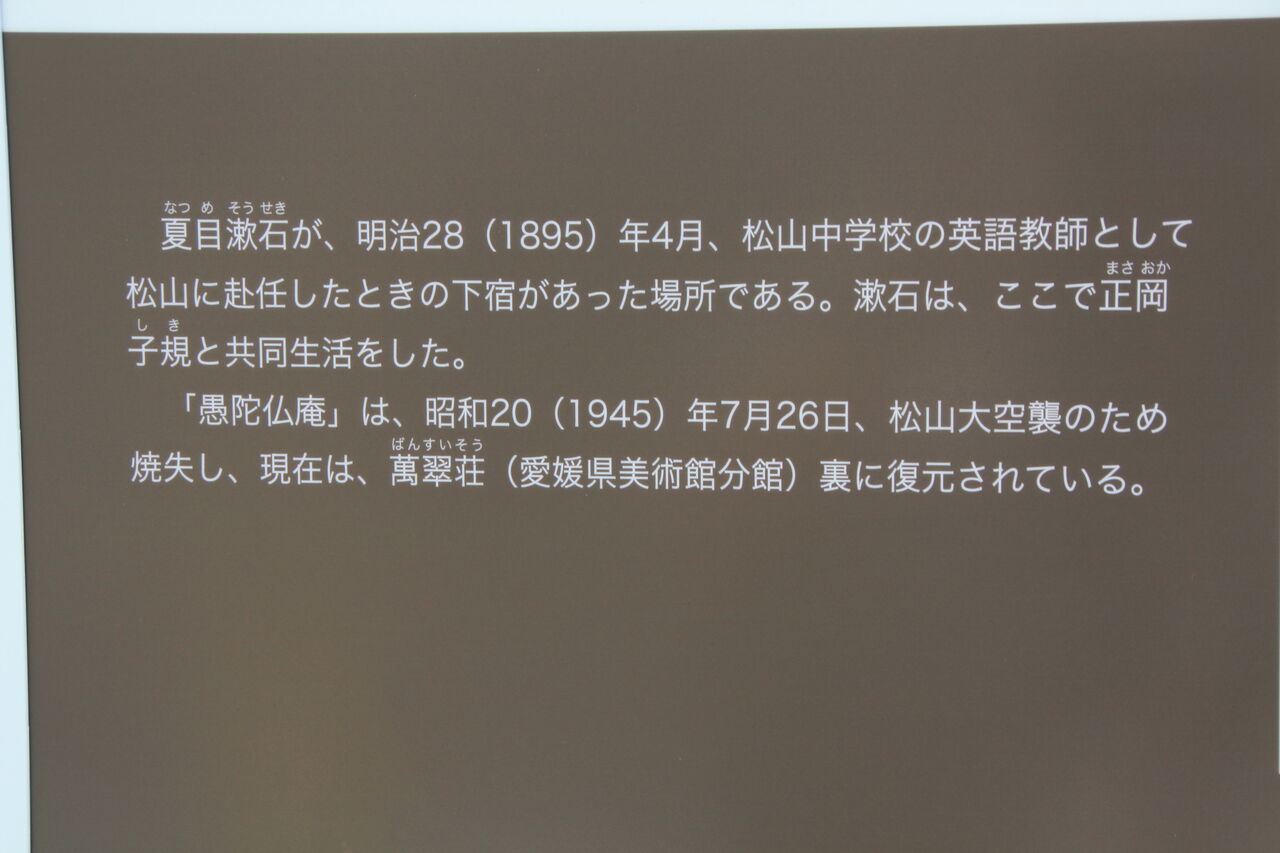 なつ め そう せき
夏目漱石が、明治28（1895）年4月、松山中学校の英語教師として
まさ おか
松山に赴任したときの下宿があった場所である。漱石は、ここで正岡
し き
子規と共同生活をした。
「愚陀仏庵」は、昭和20（1945）年7月26日、松山大空襲のため
ばんすいそう
焼失し、現在は、萬翠荘（愛媛県美術館分館）裏に復元されている。